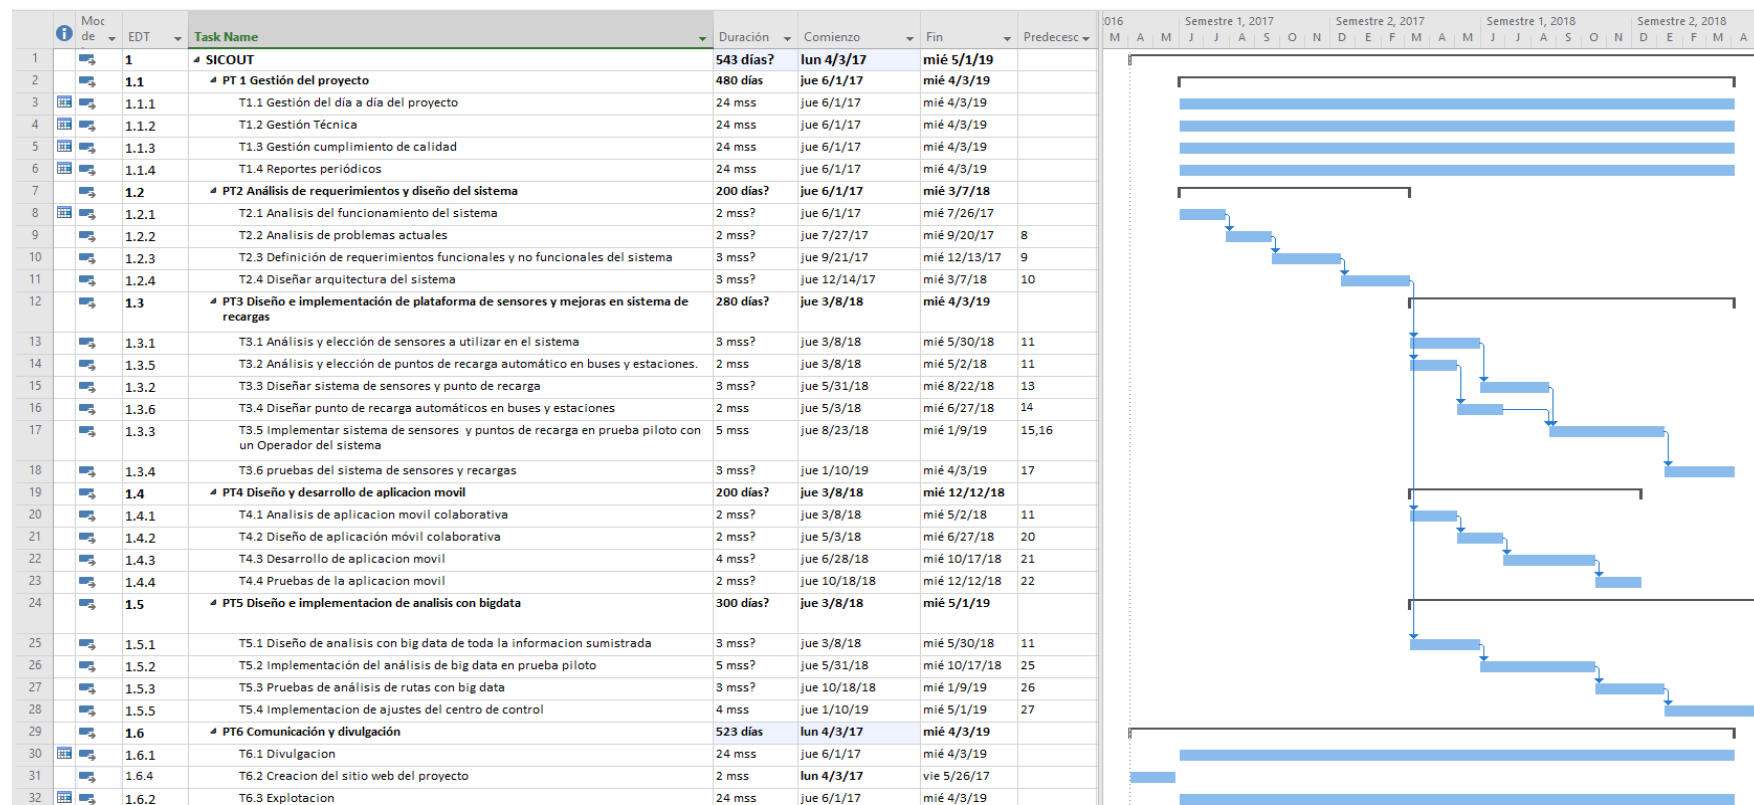 Moc
de
EDT Task Name Duración Comienzo Fin Predecesc
016 Semestre 1, 2017 Semestre 2, 2017 Semestre 1, 2018 Semestre 2, 2018
M A M J J A S O N D E F M A M J J A S O N D E F M A
1 1 SICOUT 543 días? lun 4/3/17 mié 5/1/19
2 1.1 PT 1 Gestión del proyecto 480 días jue 6/1/17 mié 4/3/19
3 1.1.1 T1.1 Gestión del día a día del proyecto 24 mss jue 6/1/17 mié 4/3/19
4 1.1.2 T1.2 Gestión Técnica 24 mss jue 6/1/17 mié 4/3/19
5 1.1.3 T1.3 Gestión cumplimiento de calidad 24 mss jue 6/1/17 mié 4/3/19
6 1.1.4 T1.4 Reportes periódicos 24 mss jue 6/1/17 mié 4/3/19
7 1.2 PT2 Análisis de requerimientos y diseño del sistema 200 días? jue 6/1/17 mié 3/7/18
8 1.2.1 T2.1 Analisis del funcionamiento del sistema 2 mss? jue 6/1/17 mié 7/26/17
9 1.2.2 T2.2 Analisis de problemas actuales 2 mss? jue 7/27/17 mié 9/20/17 8
10 1.2.3 T2.3 Definición de requerimientos funcionales y no funcionales del sistema 3 mss? jue 9/21/17 mié 12/13/17 9
11 1.2.4 T2.4 Diseñar arquitectura del sistema 3 mss? jue 12/14/17 mié 3/7/18 10
12 1.3 PT3 Diseño e implementación de plataforma de sensores y mejoras en sistema de 280 días? jue 3/8/18 mié 4/3/19
recargas
13 1.3.1 T3.1 Análisis y elección de sensores a utilizar en el sistema 3 mss? jue 3/8/18 mié 5/30/18 11
14 1.3.5 T3.2 Análisis y elección de puntos de recarga automático en buses y estaciones. 2 mss jue 3/8/18 mié 5/2/18 11
15 1.3.2 T3.3 Diseñar sistema de sensores y punto de recarga 3 mss? jue 5/31/18 mié 8/22/18 13
16 1.3.6 T3.4 Diseñar punto de recarga automáticos en buses y estaciones 2 mss jue 5/3/18 mié 6/27/18 14
17 1.3.3 T3.5 Implementar sistema de sensores y puntos de recarga en prueba piloto con 5 mss jue 8/23/18 mié 1/9/19 15,16
un Operador del sistema
18 1.3.4 T3.6 pruebas del sistema de sensores y recargas 3 mss? jue 1/10/19 mié 4/3/19 17
19 1.4 PT4 Diseño y desarrollo de aplicacion movil 200 días? jue 3/8/18 mié 12/12/18
20 1.4.1 T4.1 Analisis de aplicacion movil colaborativa 2 mss? jue 3/8/18 mié 5/2/18 11
21 1.4.2 T4.2 Diseño de aplicación móvil colaborativa 2 mss? jue 5/3/18 mié 6/27/18 20
22 1.4.3 T4.3 Desarrollo de aplicacion movil 4 mss? jue 6/28/18 mié 10/17/18 21
23 1.4.4 T4.4 Pruebas de la aplicacion movil 2 mss? jue 10/18/18 mié 12/12/18 22
24 1.5 PT5 Diseño e implementacion de analisis con bigdata 300 días? jue 3/8/18 mié 5/1/19
25 1.5.1 T5.1 Diseño de analisis con big data de toda la informacion sumistrada 3 mss? jue 3/8/18 mié 5/30/18 11
26 1.5.2 T5.2 Implementación del análisis de big data en prueba piloto 5 mss? jue 5/31/18 mié 10/17/18 25
27 1.5.3 T5.3 Pruebas de análisis de rutas con big data 3 mss? jue 10/18/18 mié 1/9/19 26
28 1.5.5 T5.4 Implementacion de ajustes del centro de control 4 mss jue 1/10/19 mié 5/1/19 27
29 1.6 PT6 Comunicación y divulgación 523 días lun 4/3/17 mié 4/3/19
30 1.6.1 T6.1 Divulgacion 24 mss jue 6/1/17 mié 4/3/19
31 1.6.4 T6.2 Creacion del sitio web del proyecto 2 mss lun 4/3/17 vie 5/26/17
32 1.6.2 T6.3 Explotacion 24 mss jue 6/1/17 mié 4/3/19